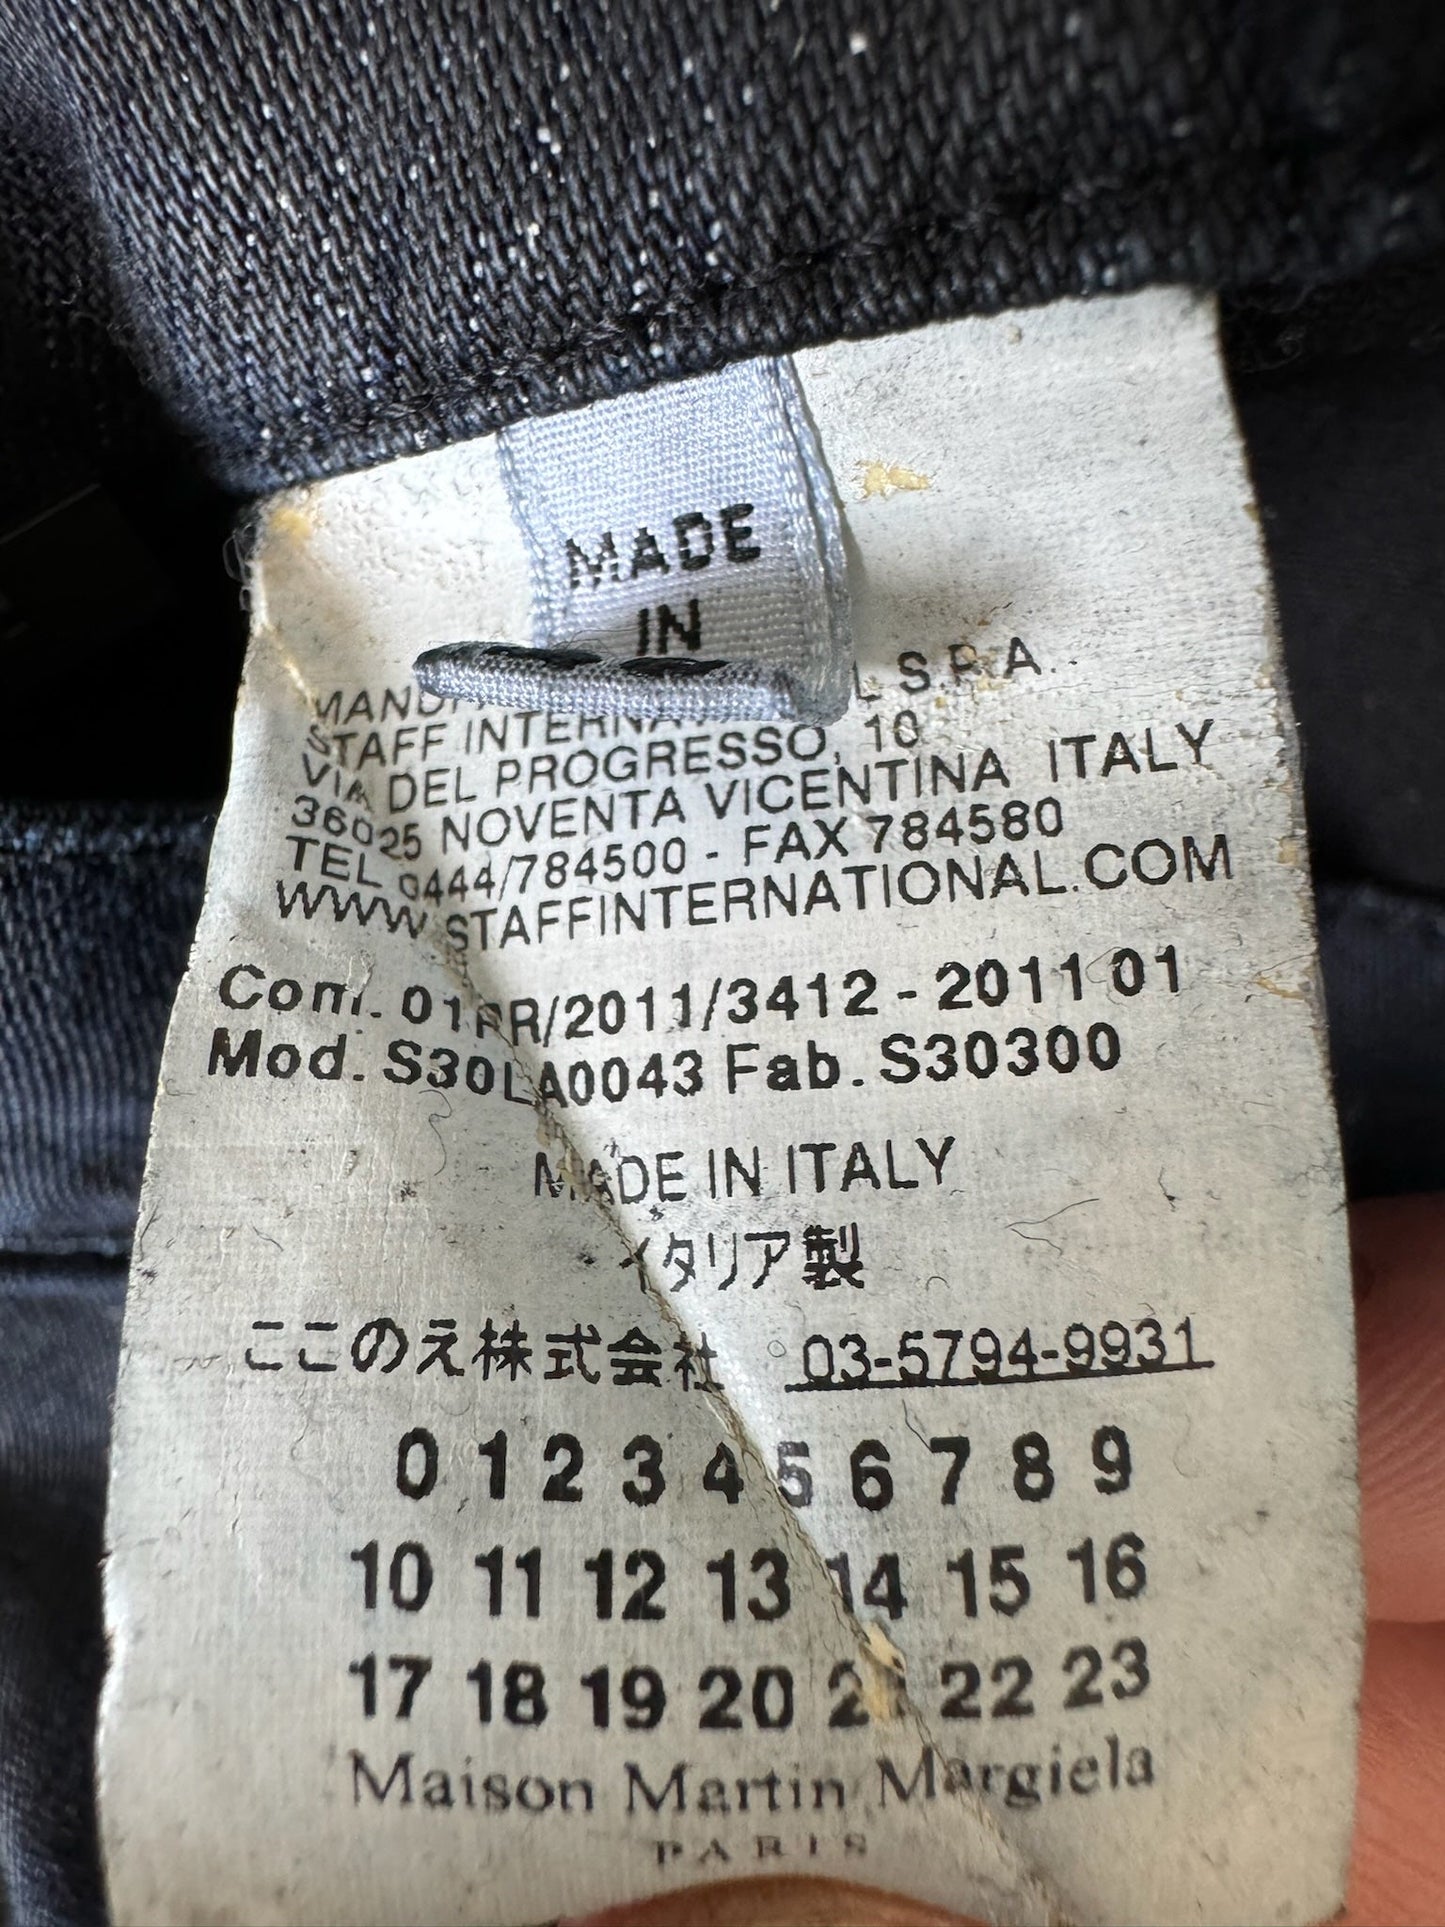 MADE
IN
L S.P.A.
STAFF
VIA DEL PROGRESSO, 10
36025 NOVENTA VICENTINA ITALY
TEL 0444/784500 - FAX 784580
WWW.STAFFINTERNATIONAL.COM
Com. 01PR/2011/3412 - 2011 01
Mod. S30LA0043 Fab. S30300
MADE IN ITALY
イタリア製
ここのえ株式会社 03-5794-9931
0 1 2 3 4 5 6 7 8 9
10 11 12 13 14 15 16
17 18 19 20 21 22 23
Maison Martin Margiela
PARIS